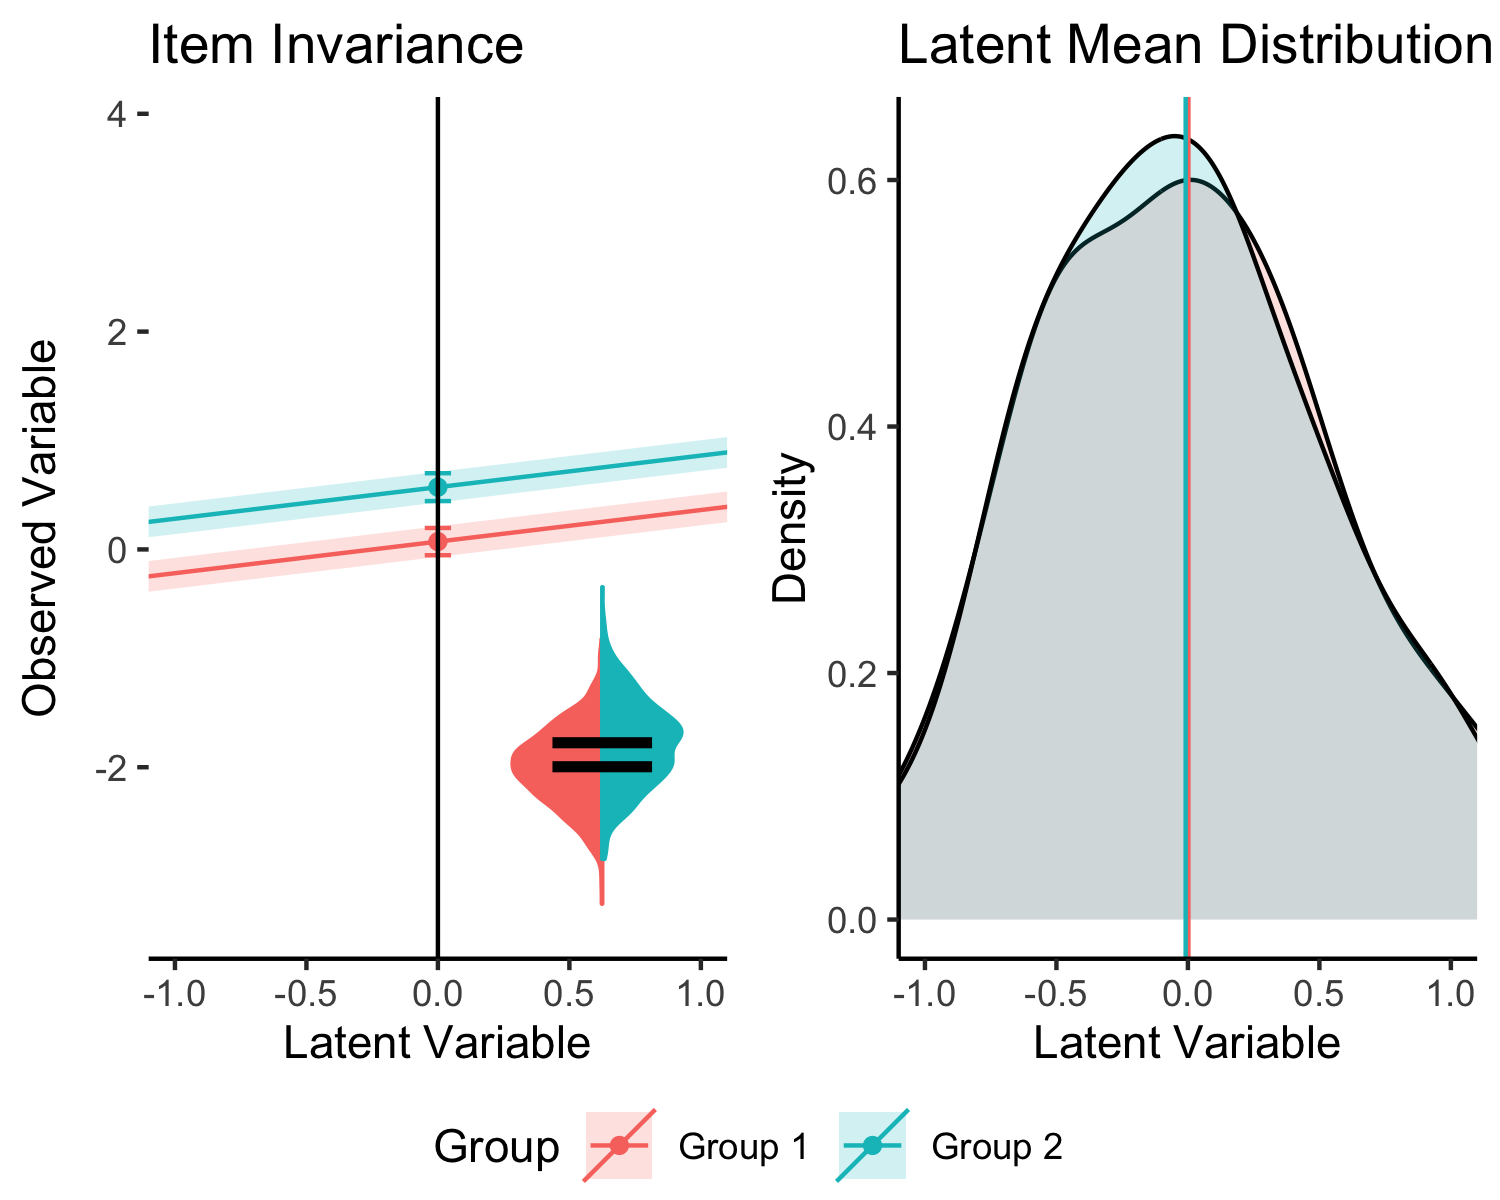 Item Invariance
Observed Variable
4
2
0
-2
-1.0 -0.5 0.0 0.5 1.0
Latent Variable
Latent Mean Distribution
Density
0.6
0.4
0.2
0.0
-1.0 -0.5 0.0 0.5 1.0
Latent Variable
Group Group 1 Group 2